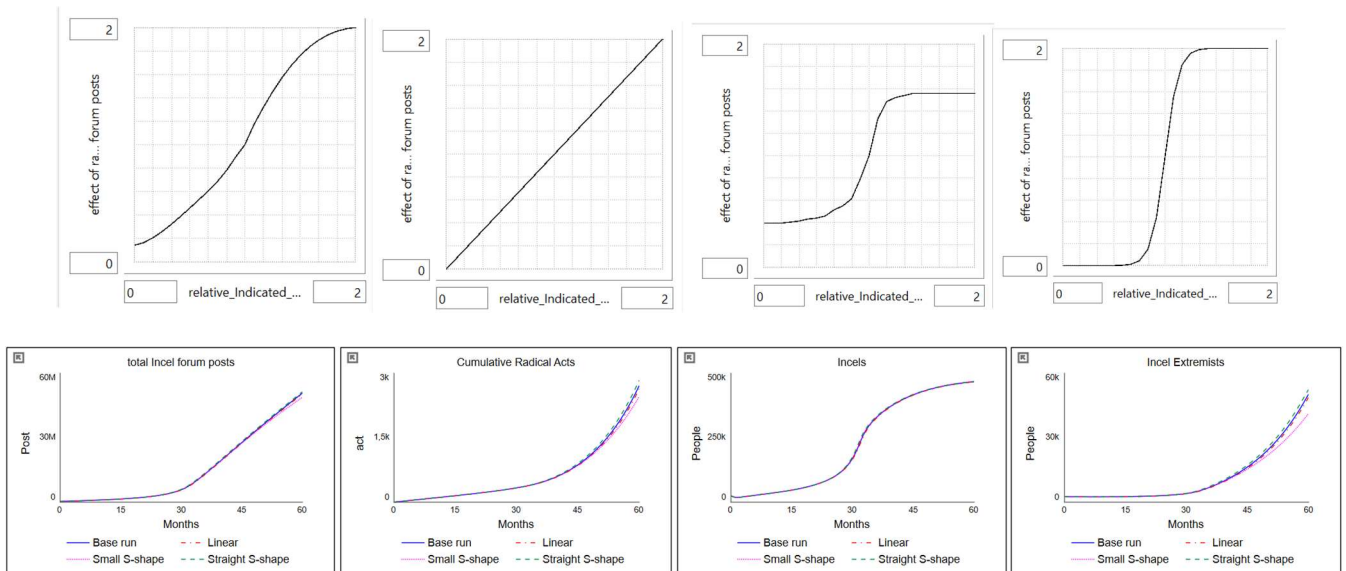 2
effect of ra... forum posts
0
0 relative_Indicated_... 2
2
effect of ra... forum posts
0
0 relative_Indicated_... 2
2
effect of ra... forum posts
0
0 relative_Indicated_... 2
2
effect of ra... forum posts
0
0 relative_Indicated_... 2
total Incel forum posts
60M
30M
0
Post
0 15 30 45 60
Months
Base run Linear
Small S-shape Straight S-shape
Cumulative Radical Acts
3k
1,5k
0
act
0 15 30 45 60
Months
Base run Linear
Small S-shape Straight S-shape
Incels
500k
250k
0
People
0 15 30 45 60
Months
Base run Linear
Small S-shape Straight S-shape
Incel Extremists
60k
30k
0
People
0 15 30 45 60
Months
Base run Linear
Small S-shape Straight S-shape